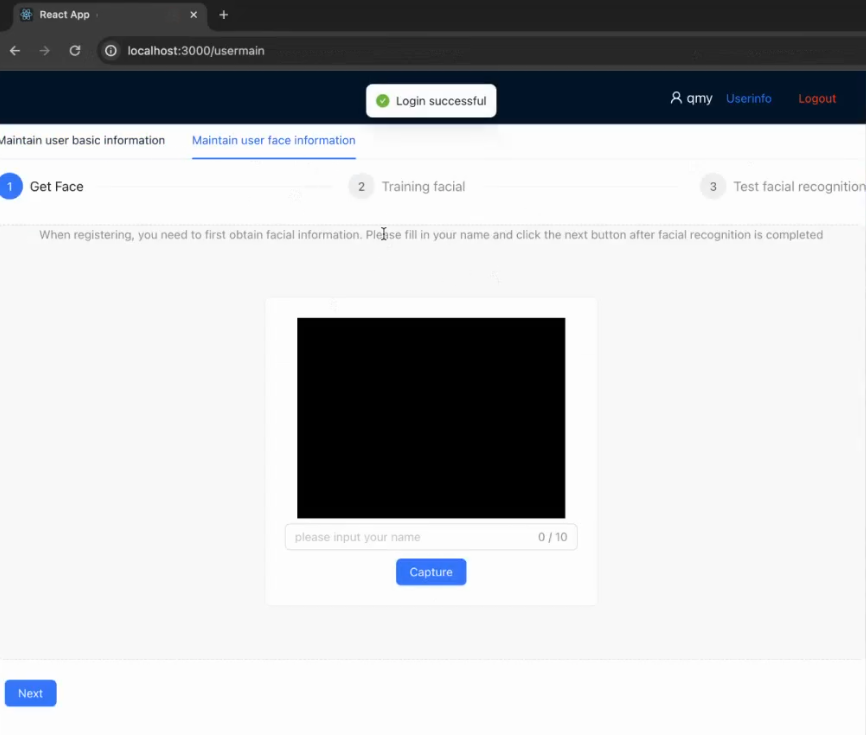 React App
localhost:3000/usermain
Login successful
qmy Userinfo Logout
Maintain user basic information Maintain user face information
1 Get Face 2 Training facial 3 Test facial recognition
When registering, you need to first obtain facial information. Please fill in your name and click the next button after facial recognition is completed
please input your name 0 / 10
Capture
Next